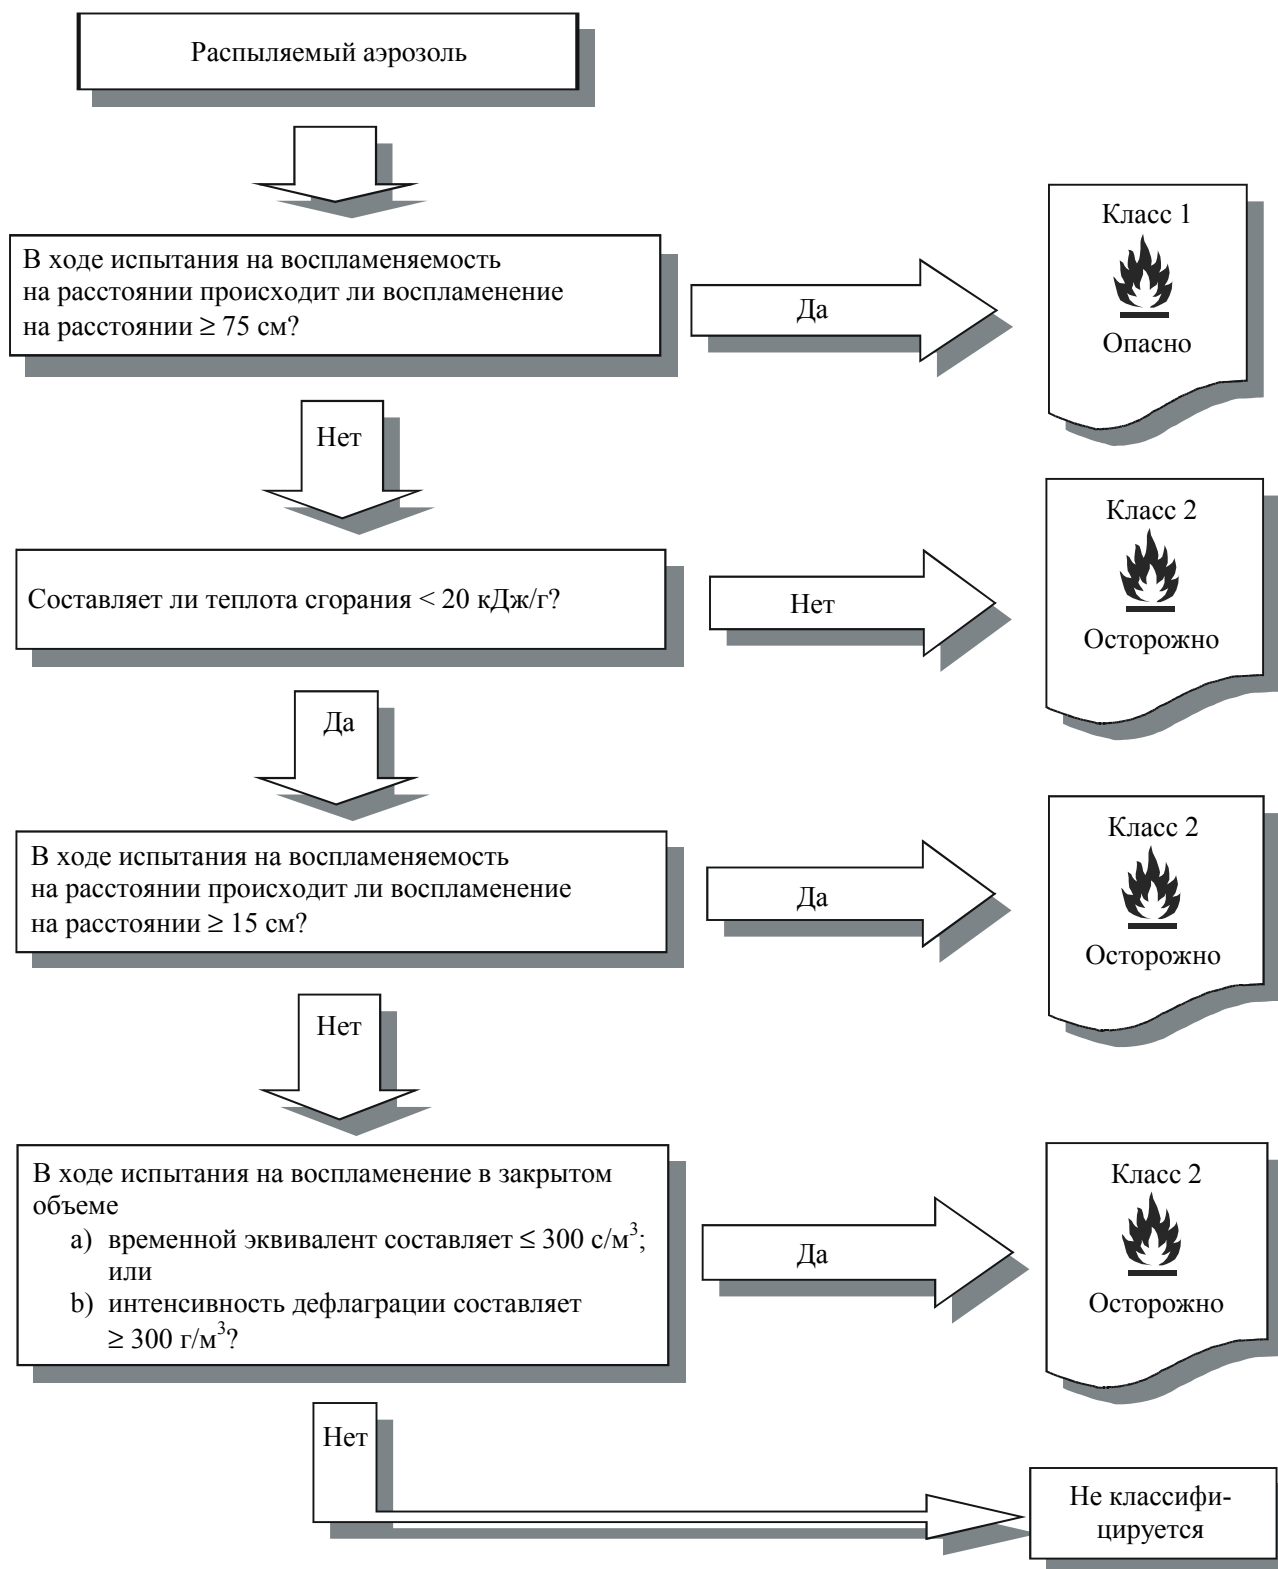 Распыляемый аэрозоль
В ходе испытания на воспламеняемость
на расстоянии происходит ли воспламенение
на расстоянии ≥ 75 см?
Да
Класс 1
Опасно
Нет
Составляет ли теплота сгорания < 20 кДж/г?
Нет
Класс 2
Осторожно
Да
В ходе испытания на воспламеняемость
на расстоянии происходит ли воспламенение
на расстоянии ≥ 15 см?
Да
Класс 2
Осторожно
Нет
В ходе испытания на воспламенение в закрытом
объеме
a) временной эквивалент составляет ≤ 300 с/м³;
или
b) интенсивность дефлаграции составляет
≥ 300 г/м³?
Да
Класс 2
Осторожно
Нет
Не классифи-
цируется